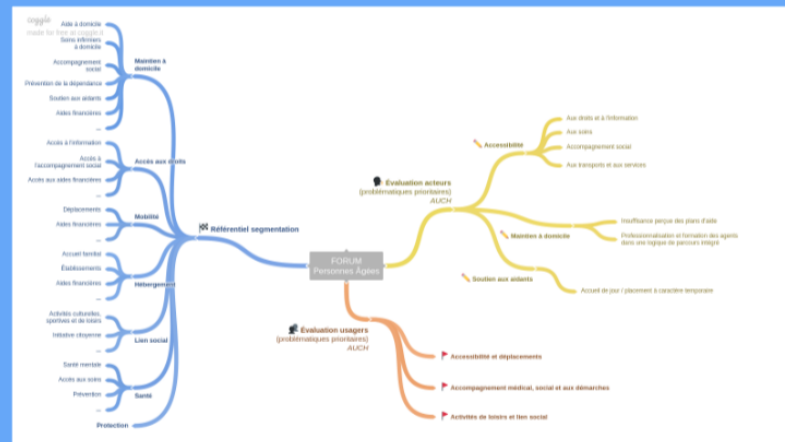 coggle
made for free at coggle.it
Aide à domicile
Soins infirmiers
à domicile
Accompagnement
social
Prévention de la dépendance
Soutien aux aidants
Aides financières
...
Maintien à
domicile
Accès à l'information
Accès à
l'accompagnement social
Accès aux aides financières
...
Accès aux droits
Déplacements
Aides financières
...
Mobilité
Accueil familial
Établissements
Aides financières
...
Hébergement
Activités culturelles,
sportives et de loisirs
Initiative citoyenne
...
Lien social
Santé mentale
Accès aux soins
Prévention
...
Santé
Protection
Référentiel segmentation
FORUM
Personnes Âgées
Évaluation acteurs
(problématiques prioritaires)
AUCH
Accessibilité
Aux droits et à l'information
Aux soins
Accompagnement social
Aux transports et aux services
Maintien à domicile
Insuffisance perçue des plans d'aide
Professionnalisation et formation des agents
dans une logique de parcours intégré
Soutien aux aidants
Accueil de jour / placement à caractère temporaire
Évaluation usagers
(problématiques prioritaires)
AUCH
Accessibilité et déplacements
Accompagnement médical, social et aux démarches
Activités de loisirs et lien social